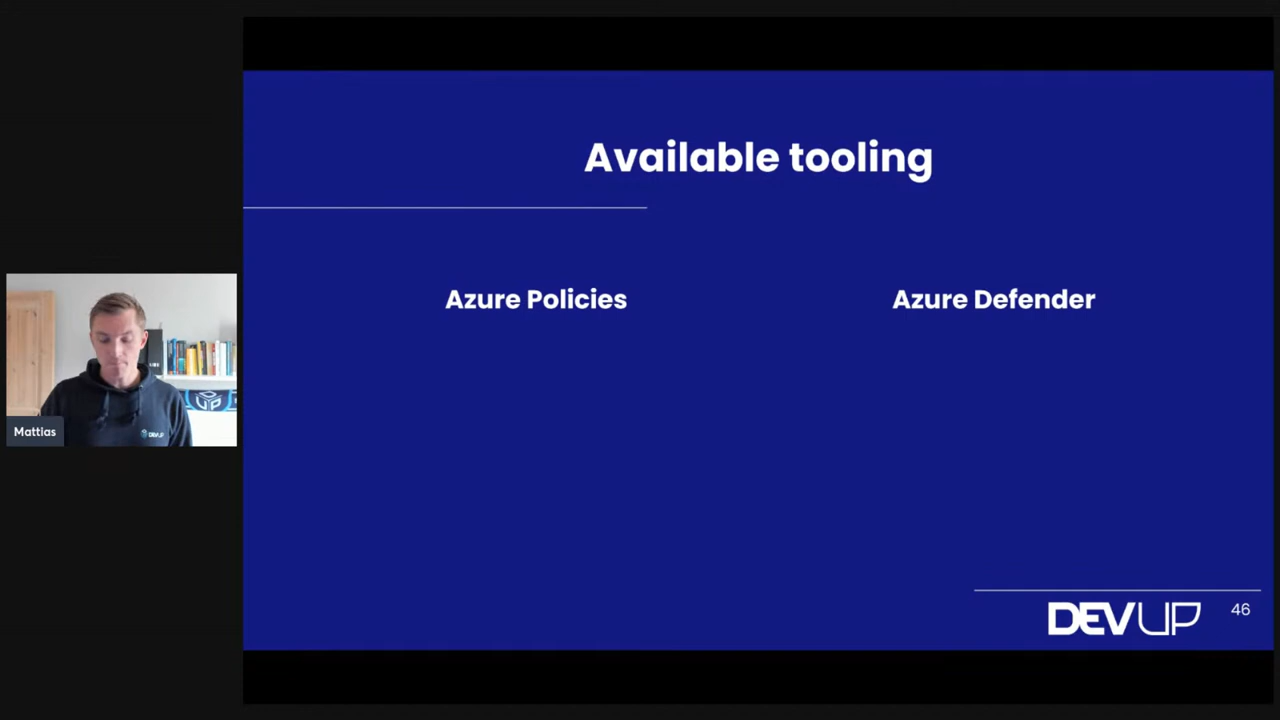 Available tooling
Azure Policies
Azure Defender
Mattias
DEVUP
46